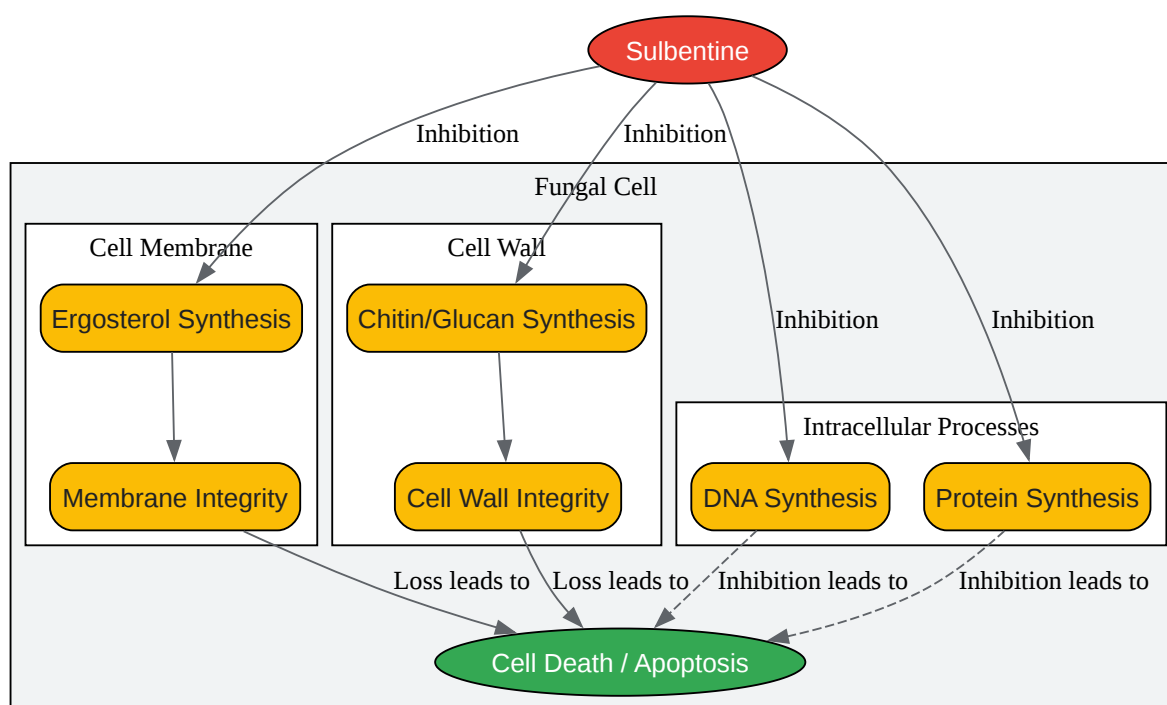 Sulbentine
Inhibition
Inhibition
Fungal Cell
Cell Membrane
Cell Wall
Ergosterol Synthesis
Chitin/Glucan Synthesis
Inhibition
Inhibition
Intracellular Processes
Membrane Integrity
Cell Wall Integrity
DNA Synthesis
Protein Synthesis
Loss leads to
Loss leads to
Inhibition leads to
Inhibition leads to
Cell Death / Apoptosis